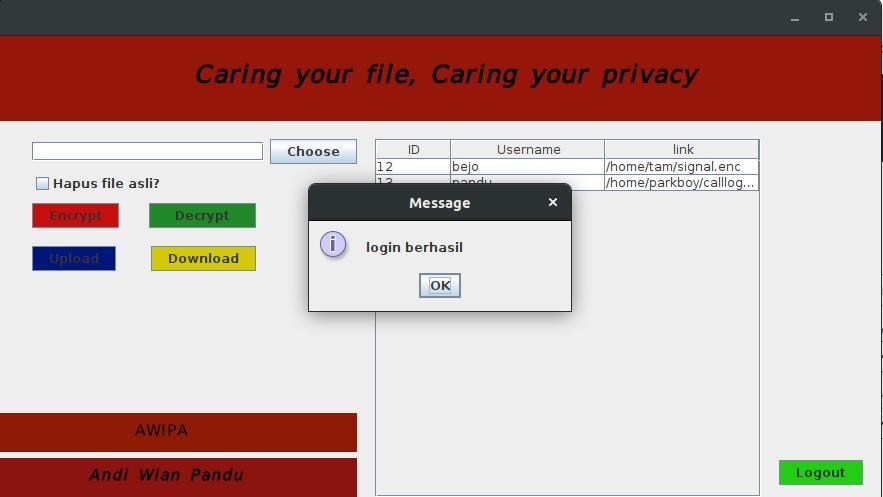 Caring your file, Caring your privacy
Choose
Hapus file asli?
Encrypt Decrypt
Upload Download
ID Username link
12 bejo /home/tam/signal.enc
13 pandu /home/parkboy/calllog...
Message
login berhasil
OK
AWIPA
Andi Wian Pandu
Logout